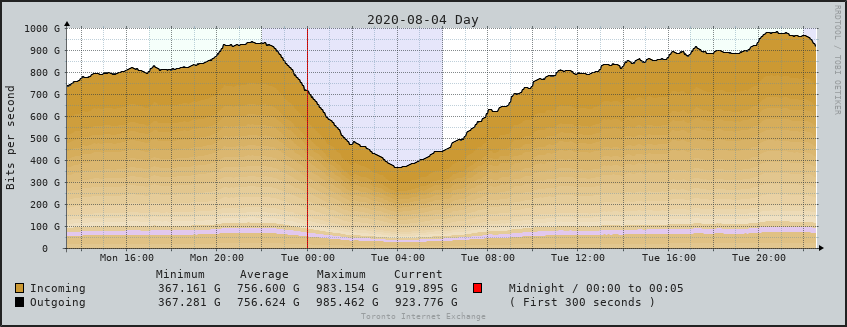 2020-08-04 Day
RRDTOOL / TOBI OETIKER
Bits per second
1000 G
900 G
800 G
700 G
600 G
500 G
400 G
300 G
200 G
100 G
0
Mon 16:00 Mon 20:00 Tue 00:00 Tue 04:00 Tue 08:00 Tue 12:00 Tue 16:00 Tue 20:00
Minimum Average Maximum Current
Incoming 367.161 G 756.600 G 983.154 G 919.895 G Midnight / 00:00 to 00:05
Outgoing 367.281 G 756.624 G 985.462 G 923.776 G ( First 300 seconds )
Toronto Internet Exchange